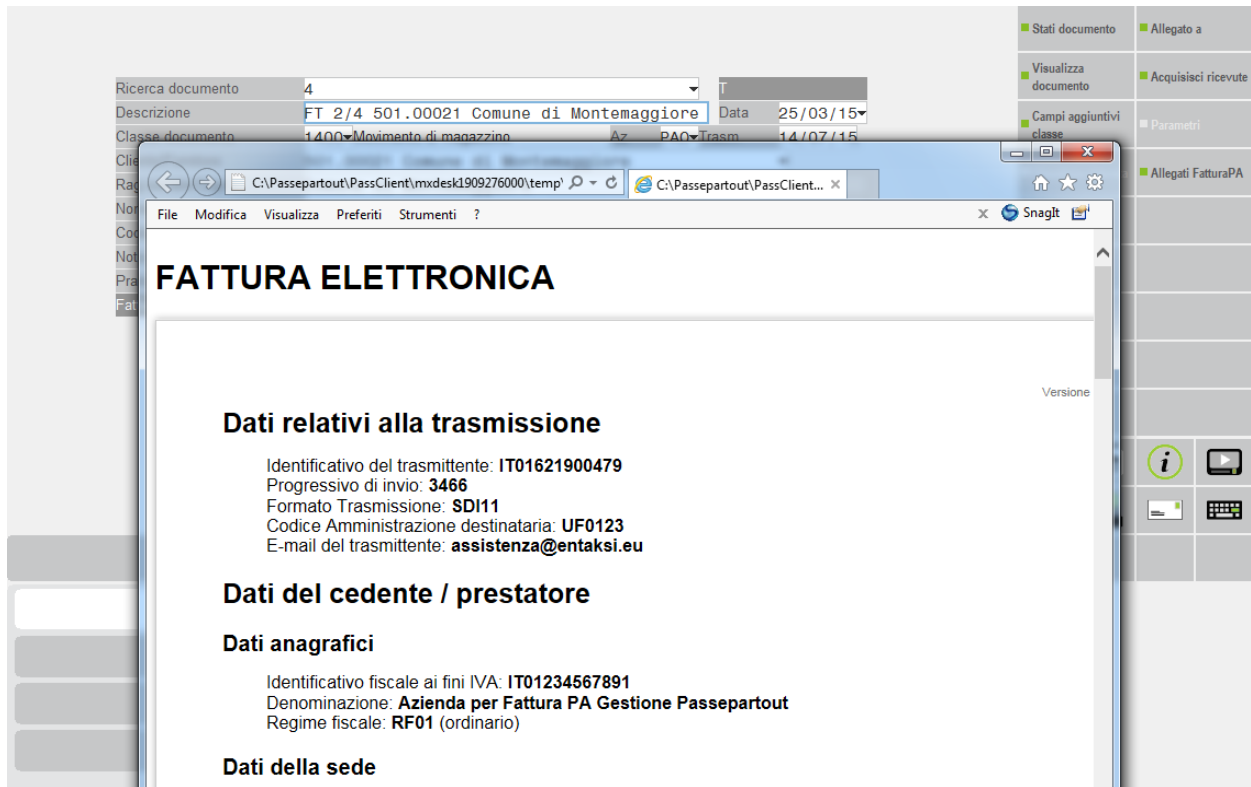 Stati documento
Allegato a
Visualizza documento
Acquisisci ricevute
Ricerca documento 4 T
Descrizione FT 2/4 501.00021 Comune di Montemaggiore Data 25/03/15
Campi aggiuntivi classe
Parametri
Classe documento 1400 Movimento di magazzino Az PAO Trasm 14/07/15
Allegati FatturaPA
C:\Passepartout\PassClient\mxdesk1909276000\temp\
C:\Passepartout\PassClient...
File Modifica Visualizza Preferiti Strumenti ?
x SnagIt
FATTURA ELETTRONICA
Versione
Dati relativi alla trasmissione
Identificativo del trasmittente: IT01621900479
Progressivo di invio: 3466
Formato Trasmissione: SDI11
Codice Amministrazione destinataria: UF0123
E-mail del trasmittente: assistenza@entaksi.eu
Dati del cedente / prestatore
Dati anagrafici
Identificativo fiscale ai fini IVA: IT01234567891
Denominazione: Azienda per Fattura PA Gestione Passepartout
Regime fiscale: RF01 (ordinario)
Dati della sede